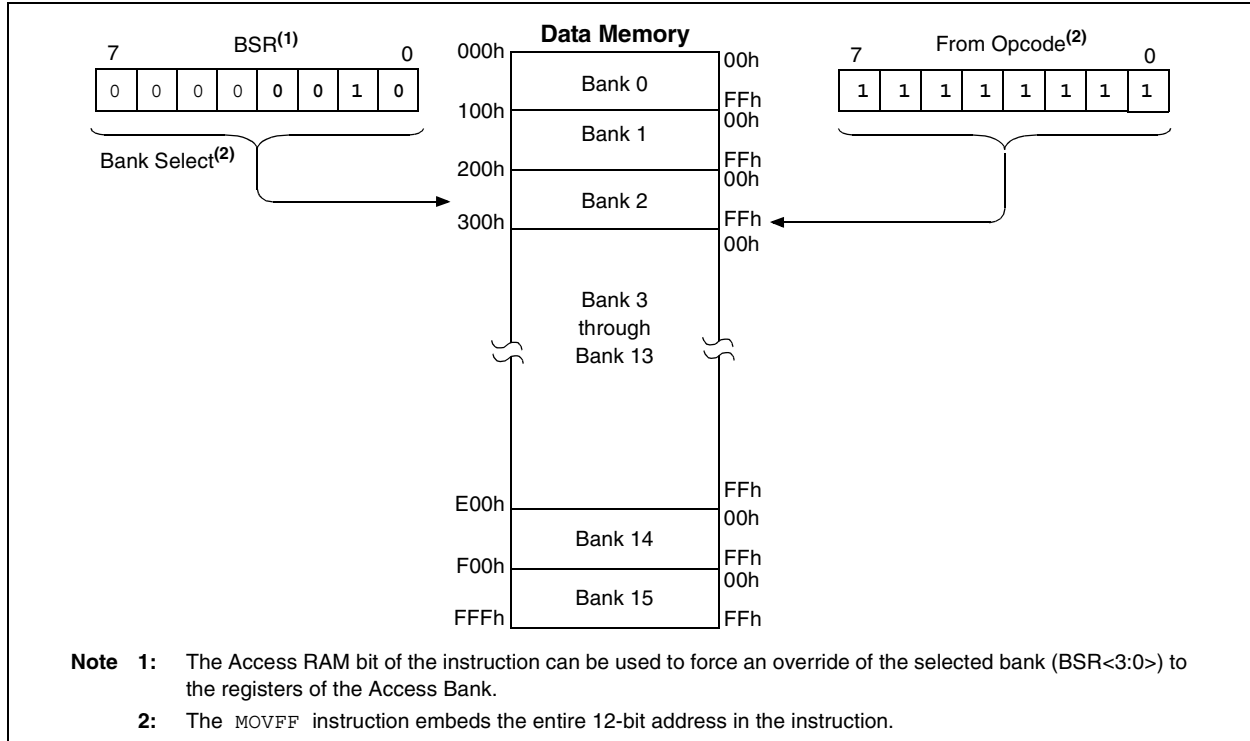 Data Memory
7 BSR(1) 0
0 0 0 0 0 0 1 0
Bank Select(2)
From Opcode(2)
7 0
1 1 1 1 1 1 1 1
000h Bank 0 00h
FFh
100h Bank 1 00h
FFh
200h Bank 2 00h
FFh
300h 00h
Bank 3
through
Bank 13
FFh
E00h Bank 14 00h
FFh
F00h Bank 15 00h
FFFh FFh
Note 1: The Access RAM bit of the instruction can be used to force an override of the selected bank (BSR<3:0>) to
the registers of the Access Bank.
2: The MOVFF instruction embeds the entire 12-bit address in the instruction.